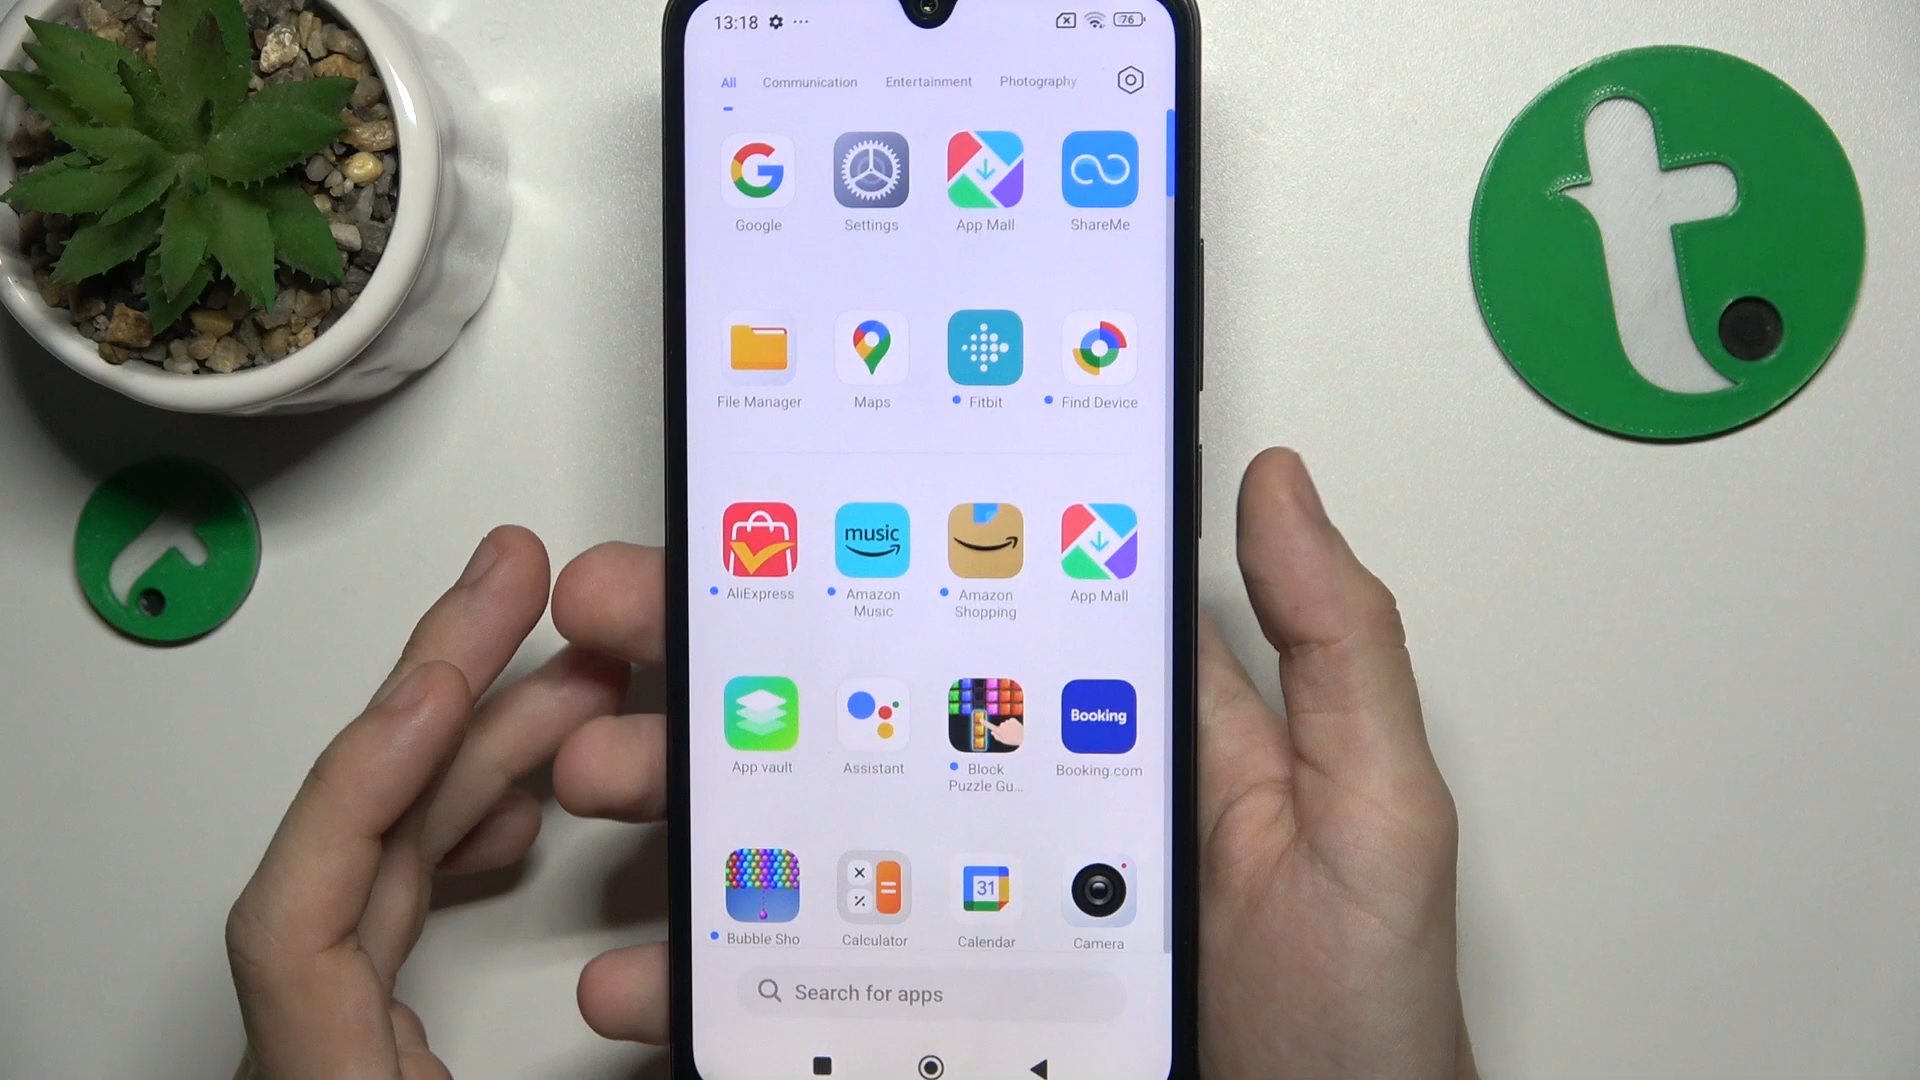 13:18 76
All Communication Entertainment Photography
Google Settings App Mall ShareMe
File Manager Maps Fitbit Find Device
music
AliExpress Amazon Music Amazon Shopping App Mall
Booking
App vault Assistant Block Puzzle Gu... Booking.com
31
Bubble Sho Calculator Calendar Camera
Search for apps